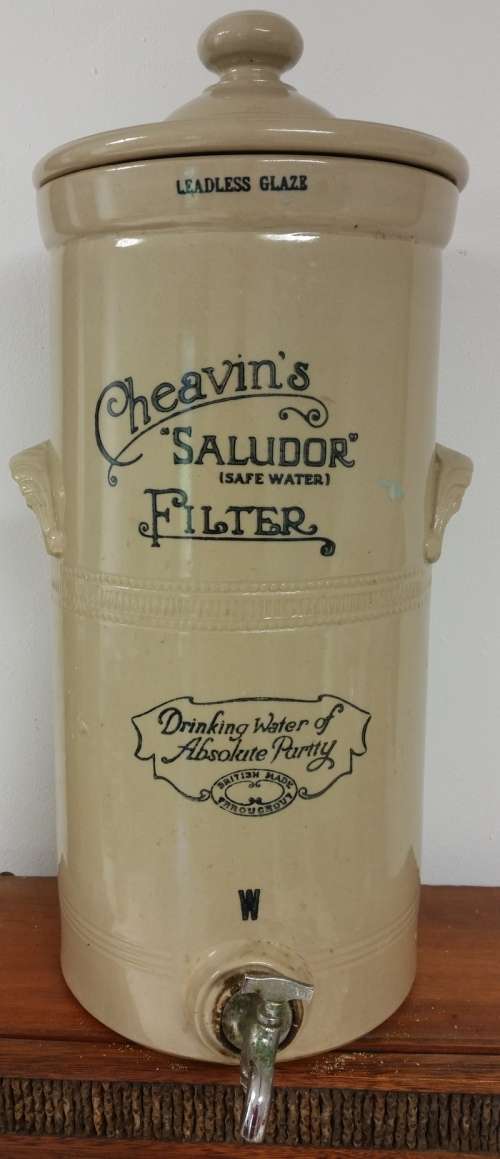 LEADLESS GLAZE
Cheavin's
"SALUDOR"
(SAFE WATER)
FILTER
Drinking Water of
Absolute Purity
BRITISH MADE
THROUGHOUT
W